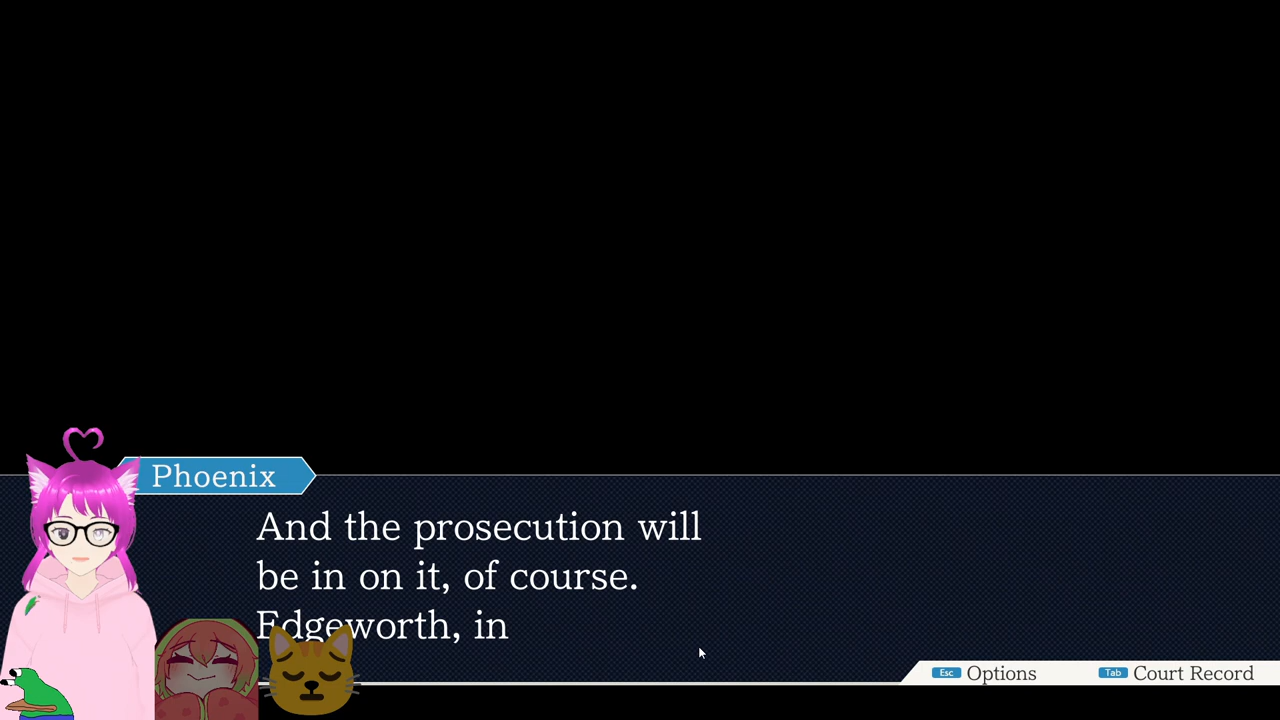 Phoenix
And the prosecution will
be in on it, of course.
Edgeworth, in
Esc Options Tab Court Record